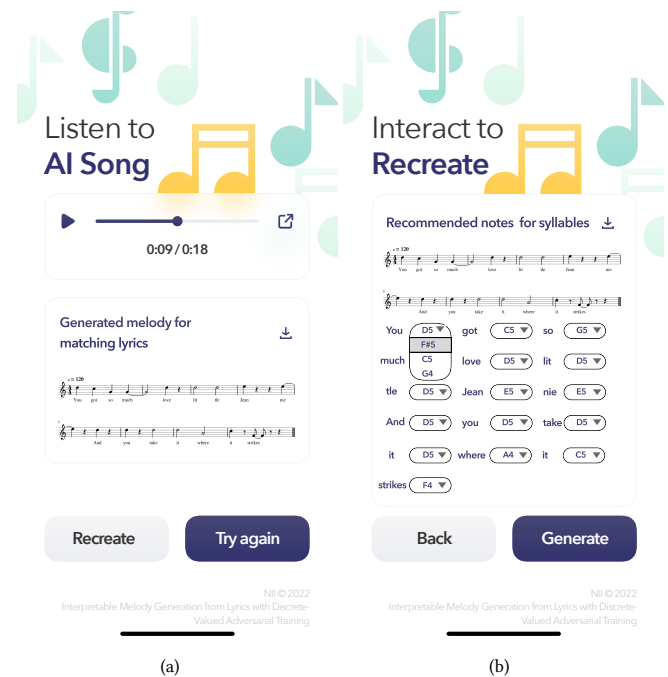 Listen to
AI Song
0:09 / 0:18
Generated melody for
matching lyrics
♩ = 120
You got so much love lit tle Jean nie
And you take it where it strikes
Recreate
Try again
NII © 2022
Interpretable Melody Generation from Lyrics with Discrete-
Valued Adversarial Training
(a)
Interact to
Recreate
Recommended notes for syllables
♩ = 120
You got so much love lit tle Jean nie
And you take it where it strikes
You D5 got C5 so G5
F#5
C5
G4
much love D5 lit D5
tle D5 Jean E5 nie E5
And D5 you D5 take D5
it D5 where A4 it C5
strikes F4
Back
Generate
NII © 2022
Interpretable Melody Generation from Lyrics with Discrete-
Valued Adversarial Training
(b)